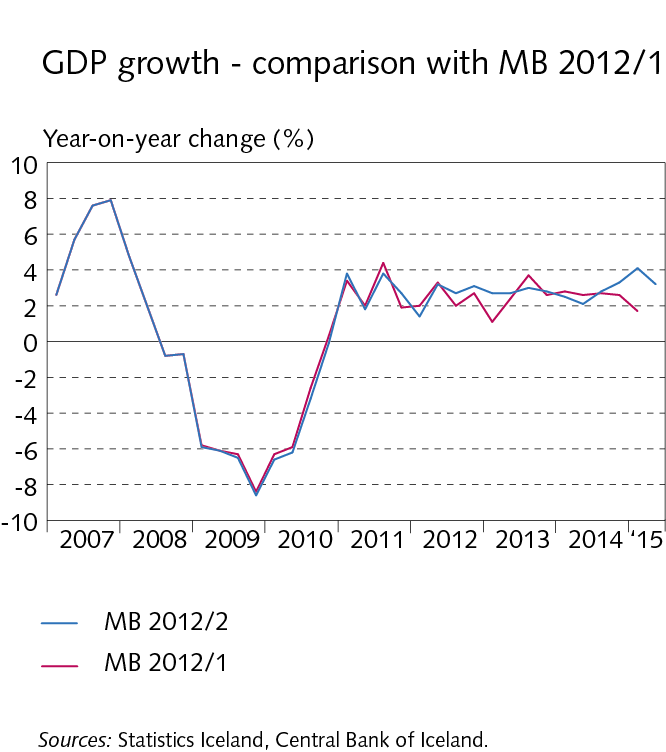 GDP growth - comparison with MB 2012/1
Year-on-year change (%)
10
8
6
4
2
0
-2
-4
-6
-8
-10
2007 2008 2009 2010 2011 2012 2013 2014 '15
MB 2012/2
MB 2012/1
Sources: Statistics Iceland, Central Bank of Iceland.